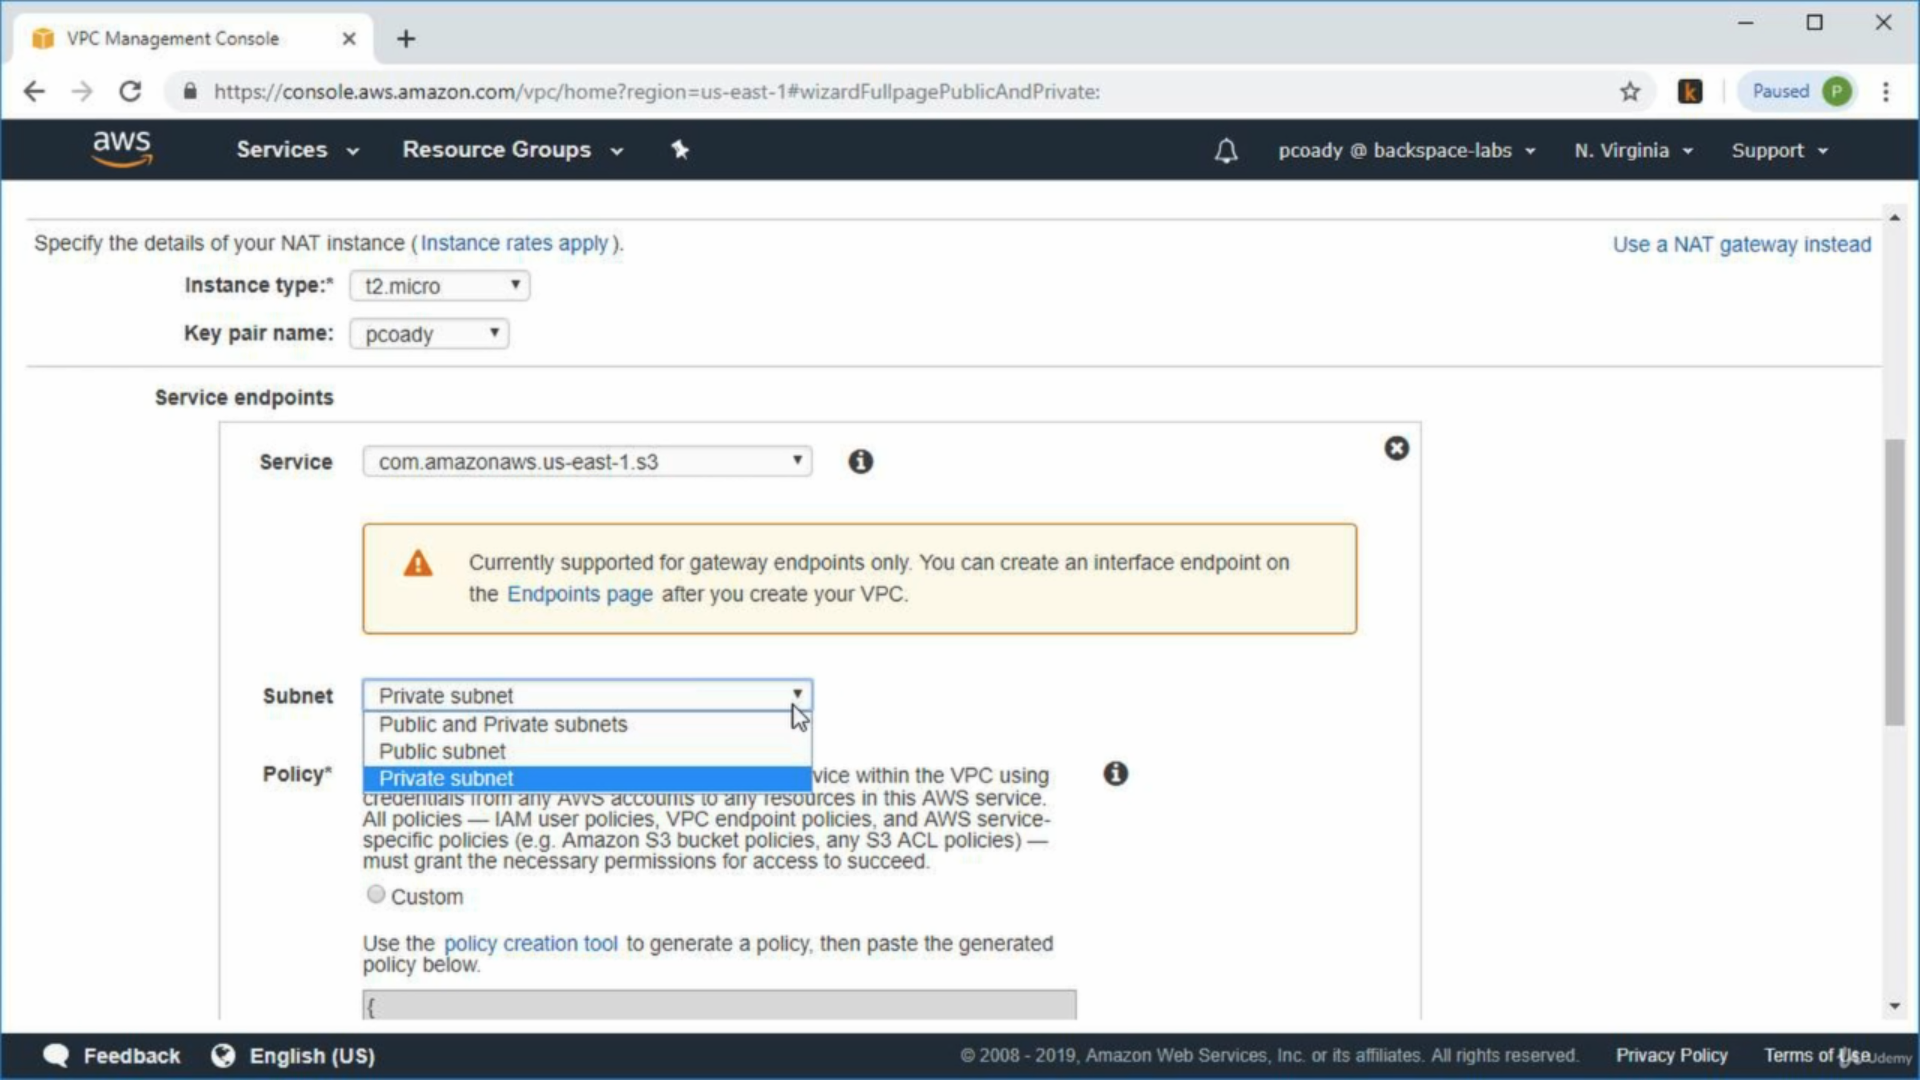 VPC Management Console
https://console.aws.amazon.com/vpc/home?region=us-east-1#wizardFullpagePublicAndPrivate:
k
Paused P
aws
Services
Resource Groups
pcoady @ backspace-labs
N. Virginia
Support
Specify the details of your NAT instance (Instance rates apply).
Use a NAT gateway instead
Instance type:* t2.micro
Key pair name: pcoady
Service endpoints
Service com.amazonaws.us-east-1.s3
Currently supported for gateway endpoints only. You can create an interface endpoint on
the Endpoints page after you create your VPC.
Subnet Private subnet
Public and Private subnets
Public subnet
Private subnet
Policy* vice within the VPC using
credentials from any AWS accounts to any resources in this AWS service.
All policies — IAM user policies, VPC endpoint policies, and AWS service-
specific policies (e.g. Amazon S3 bucket policies, any S3 ACL policies) —
must grant the necessary permissions for access to succeed.
Custom
Use the policy creation tool to generate a policy, then paste the generated
policy below.
{
Feedback
English (US)
© 2008 - 2019, Amazon Web Services, Inc. or its affiliates. All rights reserved.
Privacy Policy
Terms of Use
Udemy